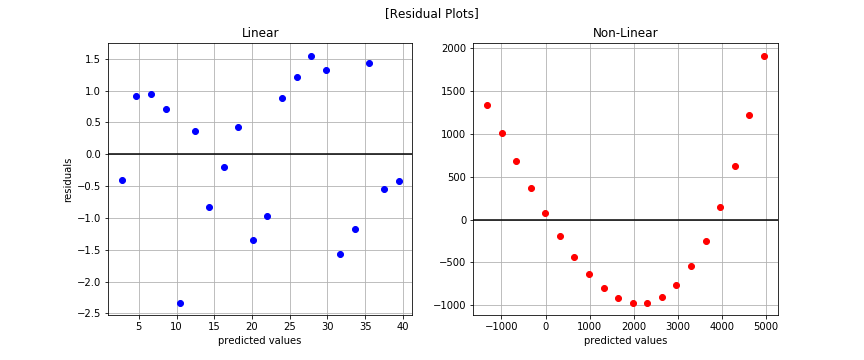 [Residual Plots]
Linear
1.5
1.0
0.5
0.0
−0.5
−1.0
−1.5
−2.0
−2.5
residuals
5 10 15 20 25 30 35 40
predicted values
Non-Linear
2000
1500
1000
500
0
−500
−1000
−1000 0 1000 2000 3000 4000 5000
predicted values